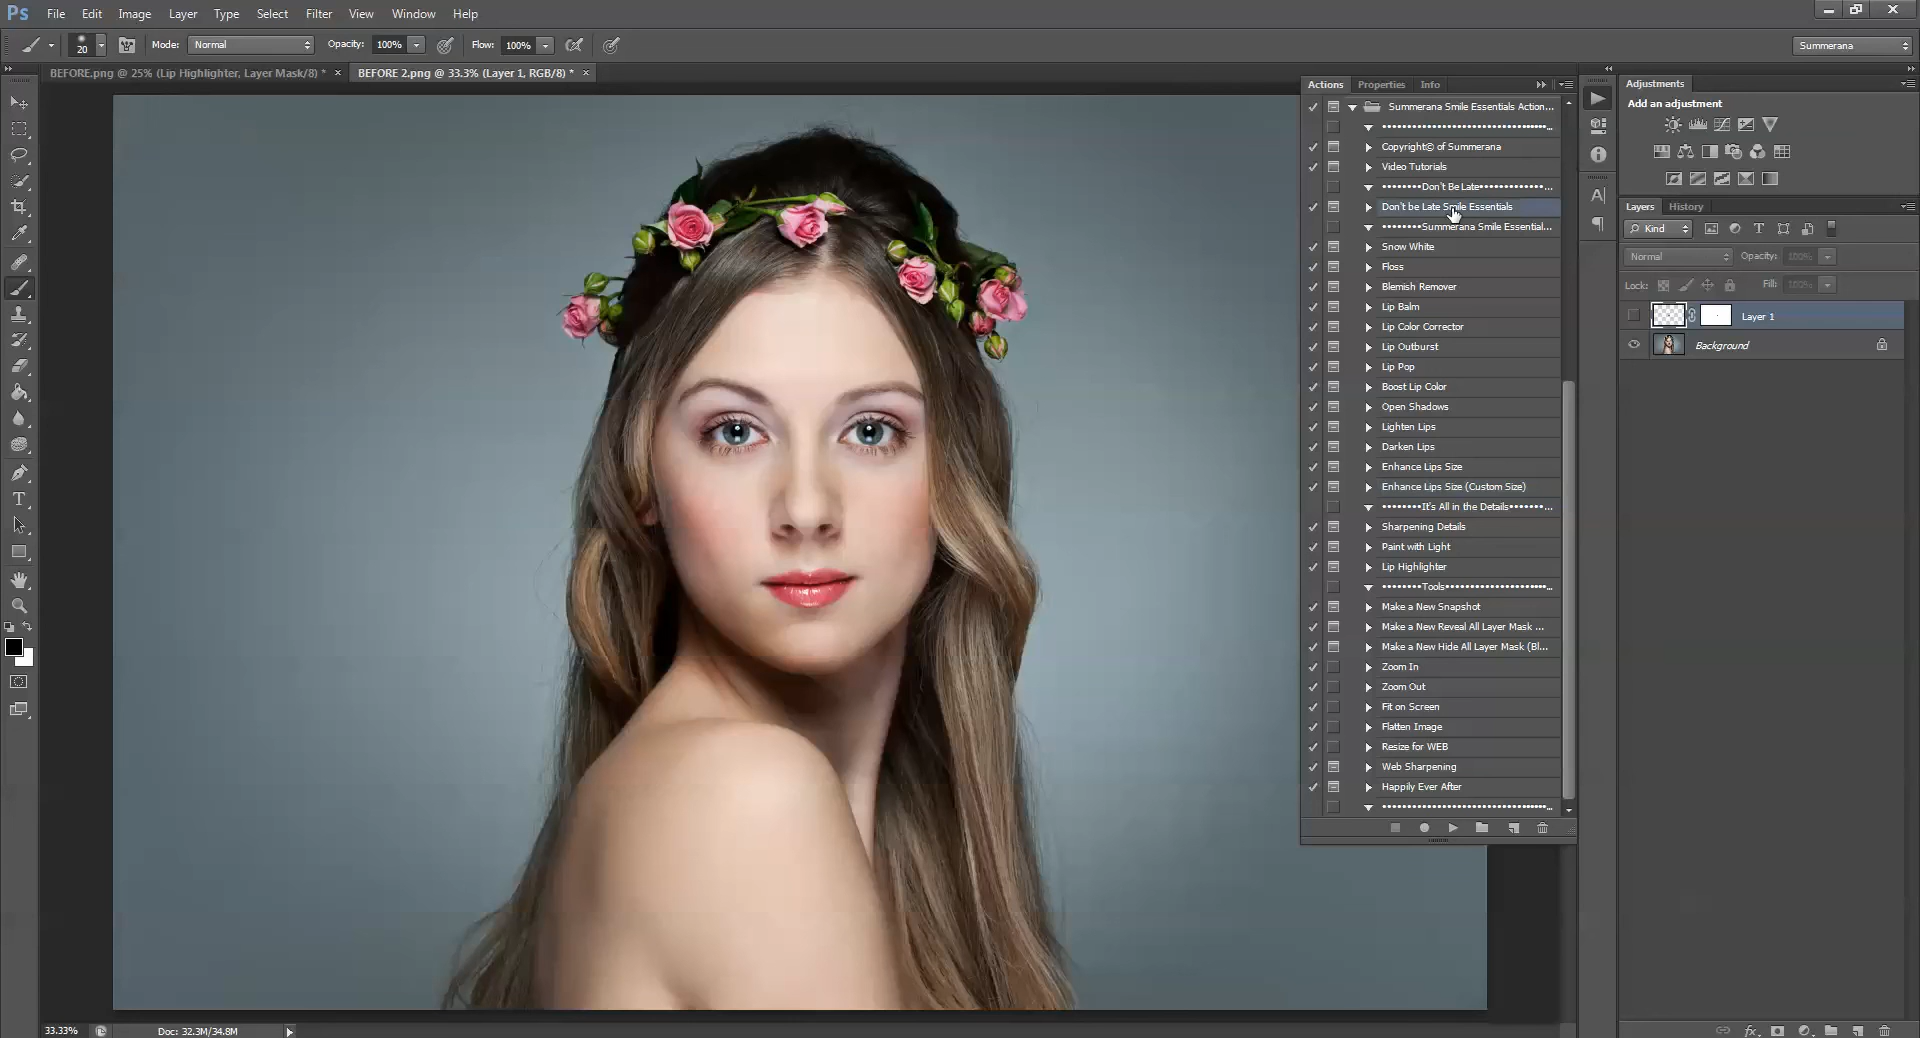 Ps File Edit Image Layer Type Select Filter View Window Help
20 Mode: Normal Opacity: 100% Flow: 100% Summerana
BEFORE.png @ 25% (Lip Highlighter, Layer Mask/8) * × BEFORE 2.png @ 33.3% (Layer 1, RGB/8) * ×
Actions Properties Info
Summerana Smile Essentials Action...
••••••••••••••••••••••••••••••••••...
Copyright© of Summerana
Video Tutorials
••••••••Don't Be Late••••••••••••••...
Don't be Late Smile Essentials
••••••••Summerana Smile Essential...
Snow White
Floss
Blemish Remover
Lip Balm
Lip Color Corrector
Lip Outburst
Lip Pop
Boost Lip Color
Open Shadows
Lighten Lips
Darken Lips
Enhance Lips Size
Enhance Lips Size (Custom Size)
••••••••It's All in the Details•••••••...
Sharpening Details
Paint with Light
Lip Highlighter
••••••••Tools•••••••••••••••••••••...
Make a New Snapshot
Make a New Reveal All Layer Mask ...
Make a New Hide All Layer Mask (Bl...
Zoom In
Zoom Out
Fit on Screen
Flatten Image
Resize for WEB
Web Sharpening
Happily Ever After
••••••••••••••••••••••••••••••••••...
Adjustments
Add an adjustment
Layers History
Kind
Normal Opacity: 100%
Lock: Fill: 100%
Layer 1
Background
33.33% Doc: 32.3M/34.8M